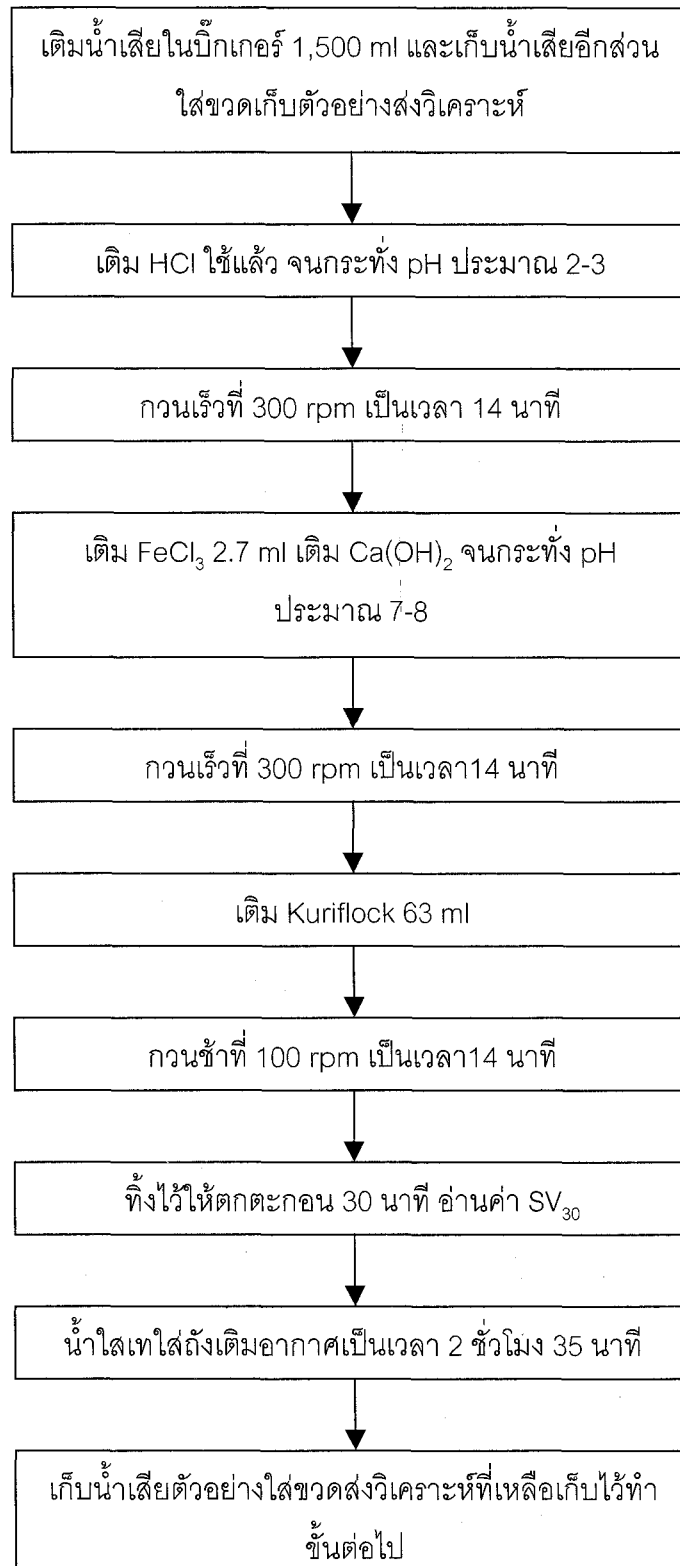 เติมน้ำเสียในบิ๊กเกอร์ 1,500 ml และเก็บน้ำเสียอีกส่วน
ใส่ขวดเก็บตัวอย่างส่งวิเคราะห์
เติม HCl ใช้แล้ว จนกระทั่ง pH ประมาณ 2-3
กวนเร็วที่ 300 rpm เป็นเวลา 14 นาที
เติม FeCl₃ 2.7 ml เติม Ca(OH)₂ จนกระทั่ง pH
ประมาณ 7-8
กวนเร็วที่ 300 rpm เป็นเวลา14 นาที
เติม Kuriflock 63 ml
กวนช้าที่ 100 rpm เป็นเวลา14 นาที
ทิ้งไว้ให้ตกตะกอน 30 นาที อ่านค่า SV₃₀
น้ำใสเทใส่ถังเติมอากาศเป็นเวลา 2 ชั่วโมง 35 นาที
เก็บน้ำเสียตัวอย่างใส่ขวดส่งวิเคราะห์ที่เหลือเก็บไว้ทำ
ขั้นต่อไป